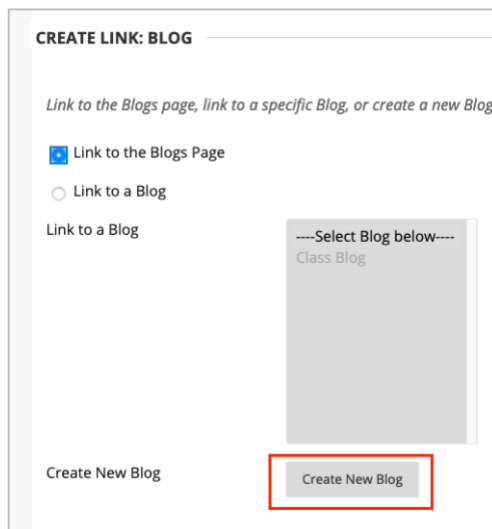 CREATE LINK: BLOG
Link to the Blogs page, link to a specific Blog, or create a new Blog
Link to the Blogs Page
Link to a Blog
Link to a Blog
----Select Blog below----
Class Blog
Create New Blog
Create New Blog